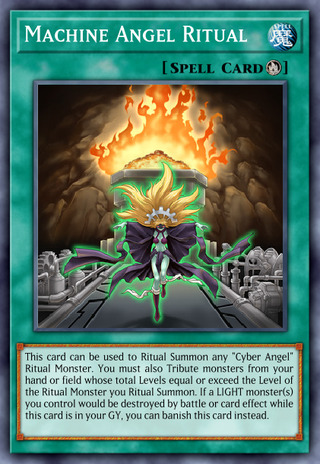 Machine Angel Ritual
魔
[Spell Card]
This card can be used to Ritual Summon any "Cyber Angel"
Ritual Monster. You must also Tribute monsters from your
hand or field whose total Levels equal or exceed the Level of
the Ritual Monster you Ritual Summon. If a LIGHT monster(s)
you control would be destroyed by battle or card effect while
this card is in your GY, you can banish this card instead.